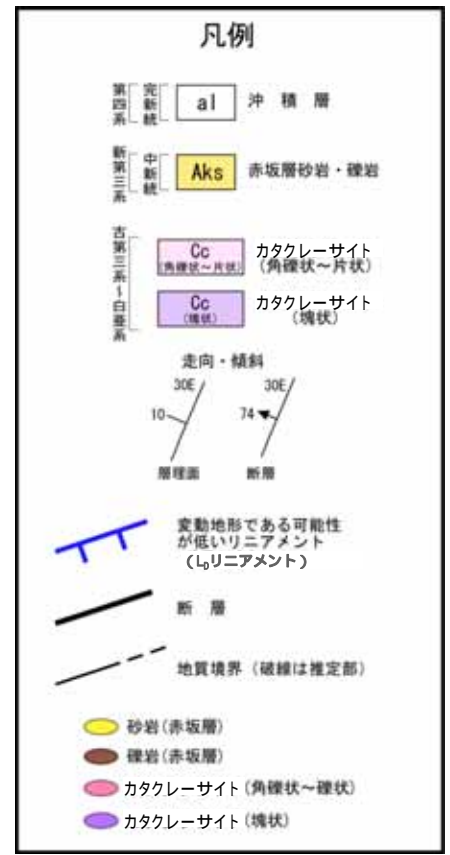 凡例
第四系 完新統 al 沖積層
新第三系 中新統 Aks 赤坂層砂岩・礫岩
古第三系～白亜系
Cc カタクレーサイト
(角礫状～片状) (角礫状～片状)
Cc カタクレーサイト
(塊状) (塊状)
走向・傾斜
30E 30E
10 74
層理面 断層
変動地形である可能性
が低いリニアメント
(LDリニアメント)
断 層
地質境界(破線は推定部)
砂岩(赤坂層)
礫岩(赤坂層)
カタクレーサイト(角礫状～礫状)
カタクレーサイト(塊状)